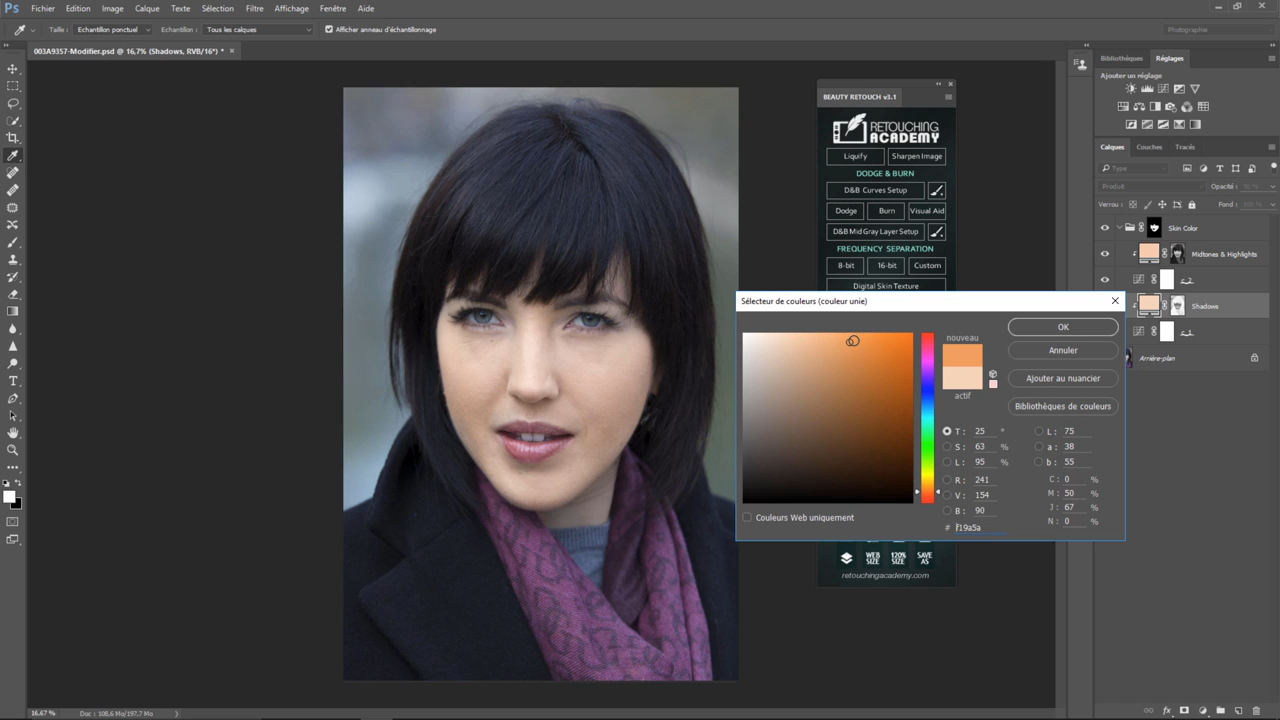 Ps Fichier Edition Image Calque Texte Sélection Filtre Affichage Fenêtre Aide
Taille : Echantillon ponctuel Echantillon : Tous les calques Afficher anneau d'échantillonnage Photographie
003A9357-Modifier.psd @ 16,7% (Shadows, RVB/16*) * ×
Bibliothèques Réglages
Ajouter un réglage
Calques Couches Tracés
Type
Produit Opacité :
Verrou : Fond :
Skin Color
Midtones & Highlights
Shadows
Arrière-plan
BEAUTY RETOUCH v3.1
RETOUCHING
ACADEMY
Liquify Sharpen Image
DODGE & BURN
D&B Curves Setup
Dodge Burn Visual Aid
D&B Mid Gray Layer Setup
FREQUENCY SEPARATION
8-bit 16-bit Custom
Digital Skin Texture
Sélecteur de couleurs (couleur unie)
nouveau
actif
OK
Annuler
Ajouter au nuancier
Bibliothèques de couleurs
T : 25 ° L : 75
S : 63 % a : 38
L : 95 % b : 55
R : 241 C : 0 %
V : 154 M : 50 %
B : 90 J : 67 %
# f19a5a N : 0 %
Couleurs Web uniquement
WEB SIZE 120% SIZE SAVE AS
retouchingacademy.com
16.67 % Doc : 108,6 Mo/197,7 Mo